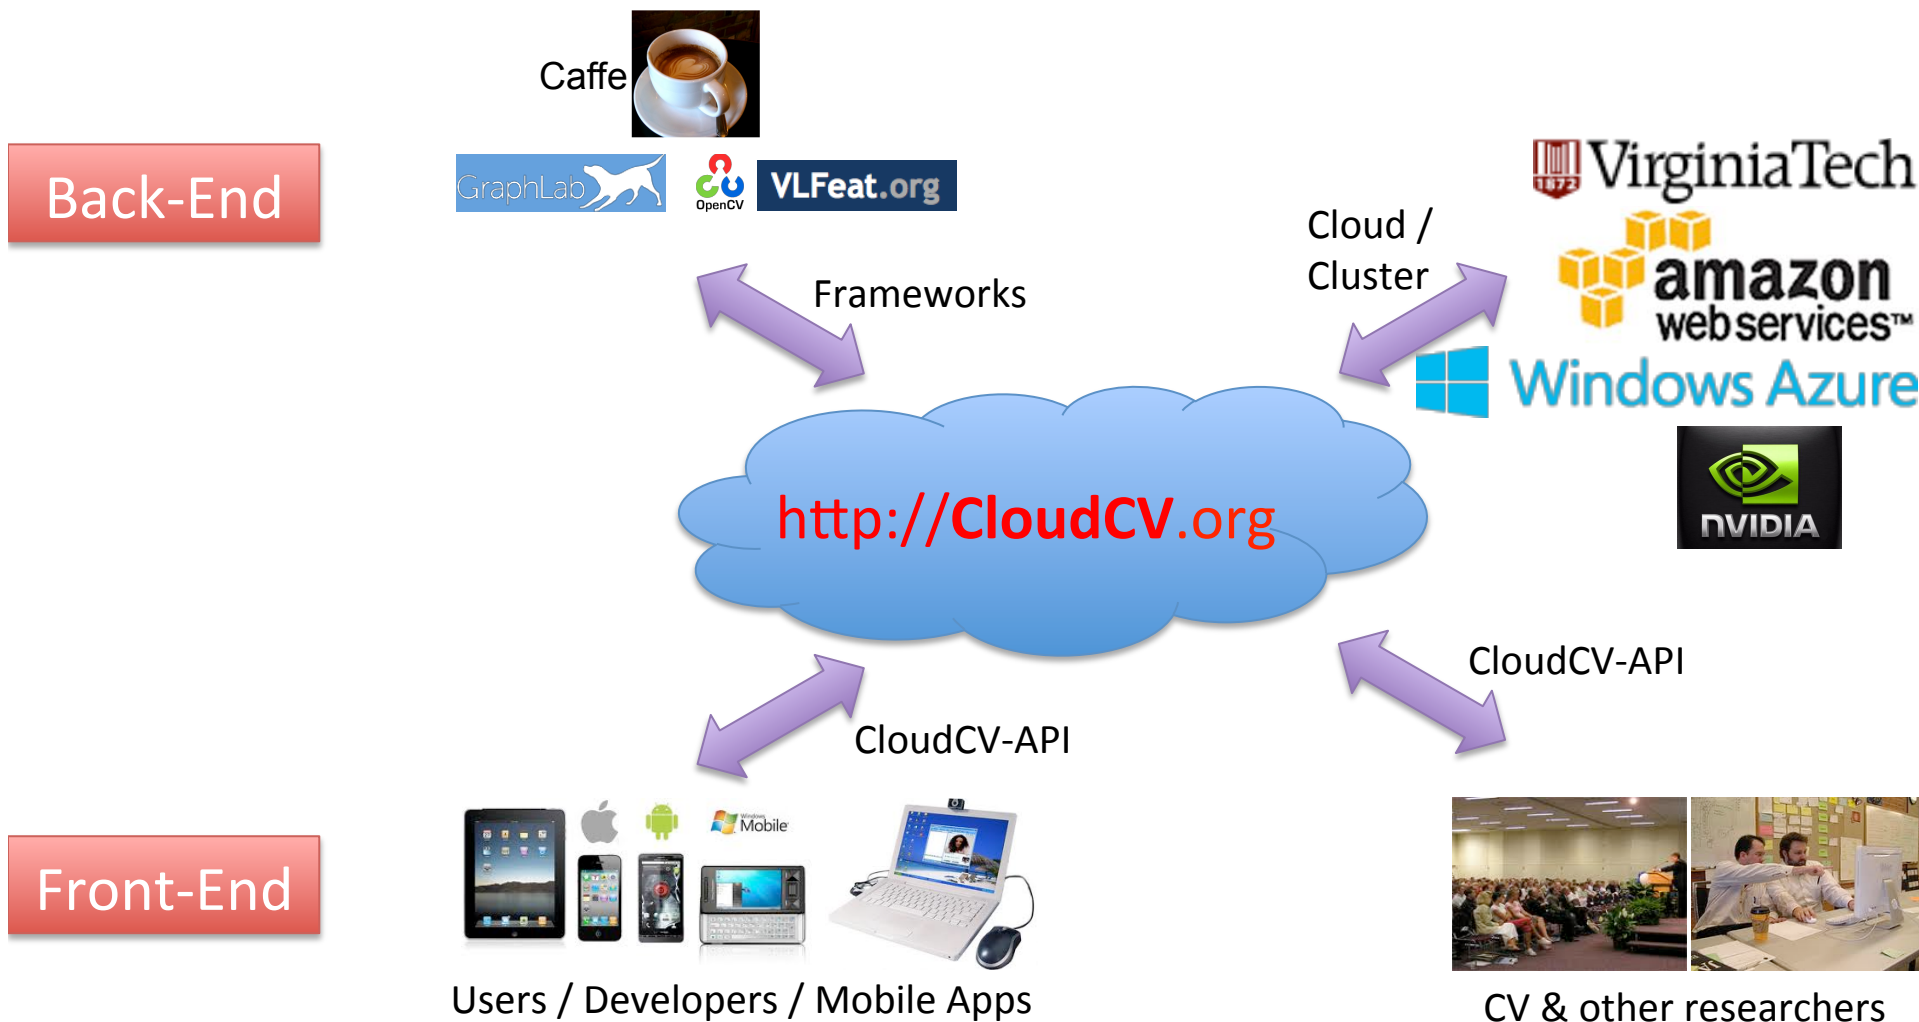 Caffe
Back-End
GraphLab
OpenCV
VLFeat.org
VirginiaTech
1872
Cloud /
Cluster
amazon
webservices™
Frameworks
Windows Azure
nVIDIA
http://CloudCV.org
CloudCV-API
CloudCV-API
Windows
Mobile
Front-End
Users / Developers / Mobile Apps
CV & other researchers